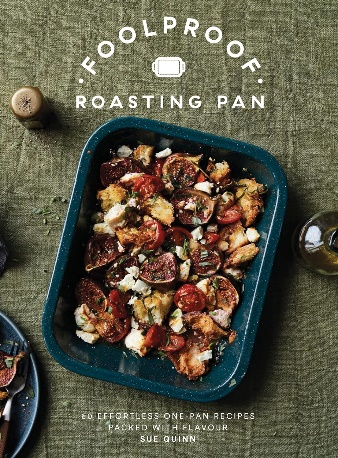 FOOLPROOF
ROASTING PAN
60 EFFORTLESS ONE-PAN RECIPES
PACKED WITH FLAVOUR
SUE QUINN